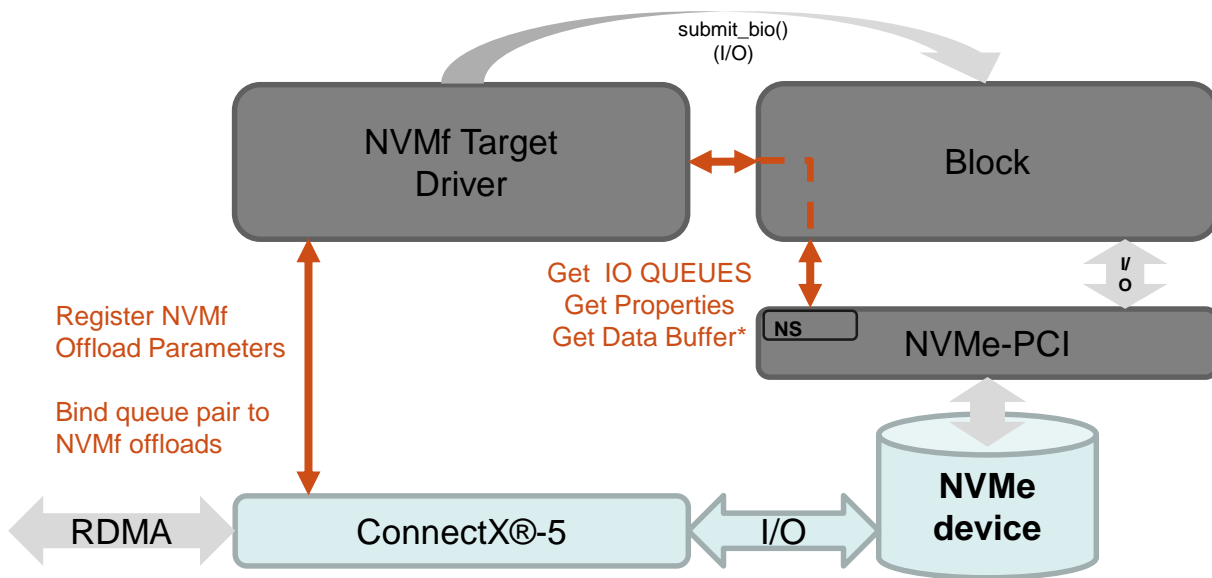 submit_bio()
(I/O)
NVMf Target
Driver
Block
Get IO QUEUES
Get Properties
Get Data Buffer*
I/
O
Register NVMf
Offload Parameters
NS
NVMe-PCI
Bind queue pair to
NVMf offloads
NVMe
device
RDMA
ConnectX®-5
I/O